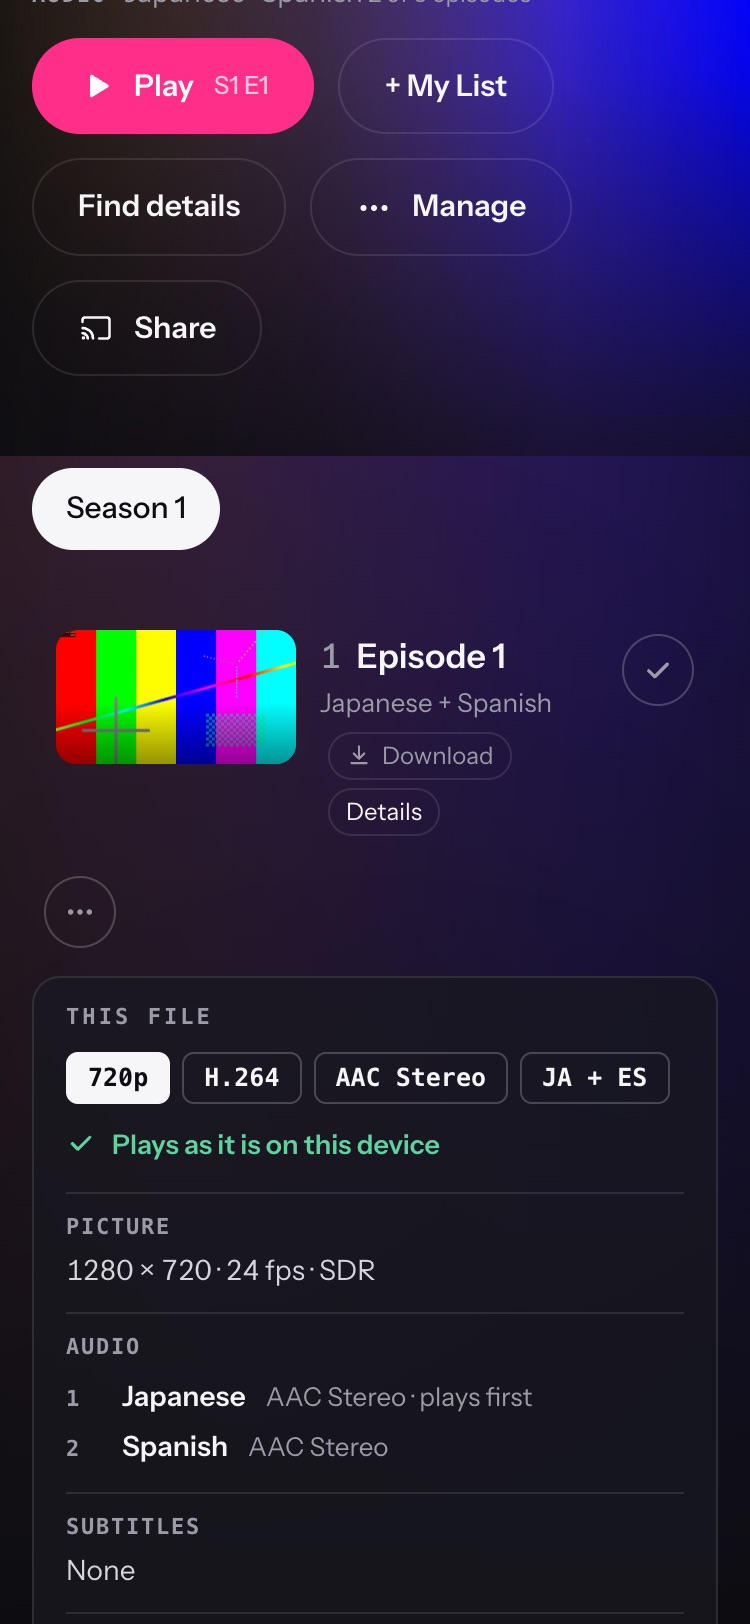 Play S1 E1
+ My List
Find details
Manage
Share
Season 1
1 Episode 1
Japanese + Spanish
Download
Details
THIS FILE
720p H.264 AAC Stereo JA + ES
Plays as it is on this device
PICTURE
1280 × 720 · 24 fps · SDR
AUDIO
1 Japanese AAC Stereo · plays first
2 Spanish AAC Stereo
SUBTITLES
None